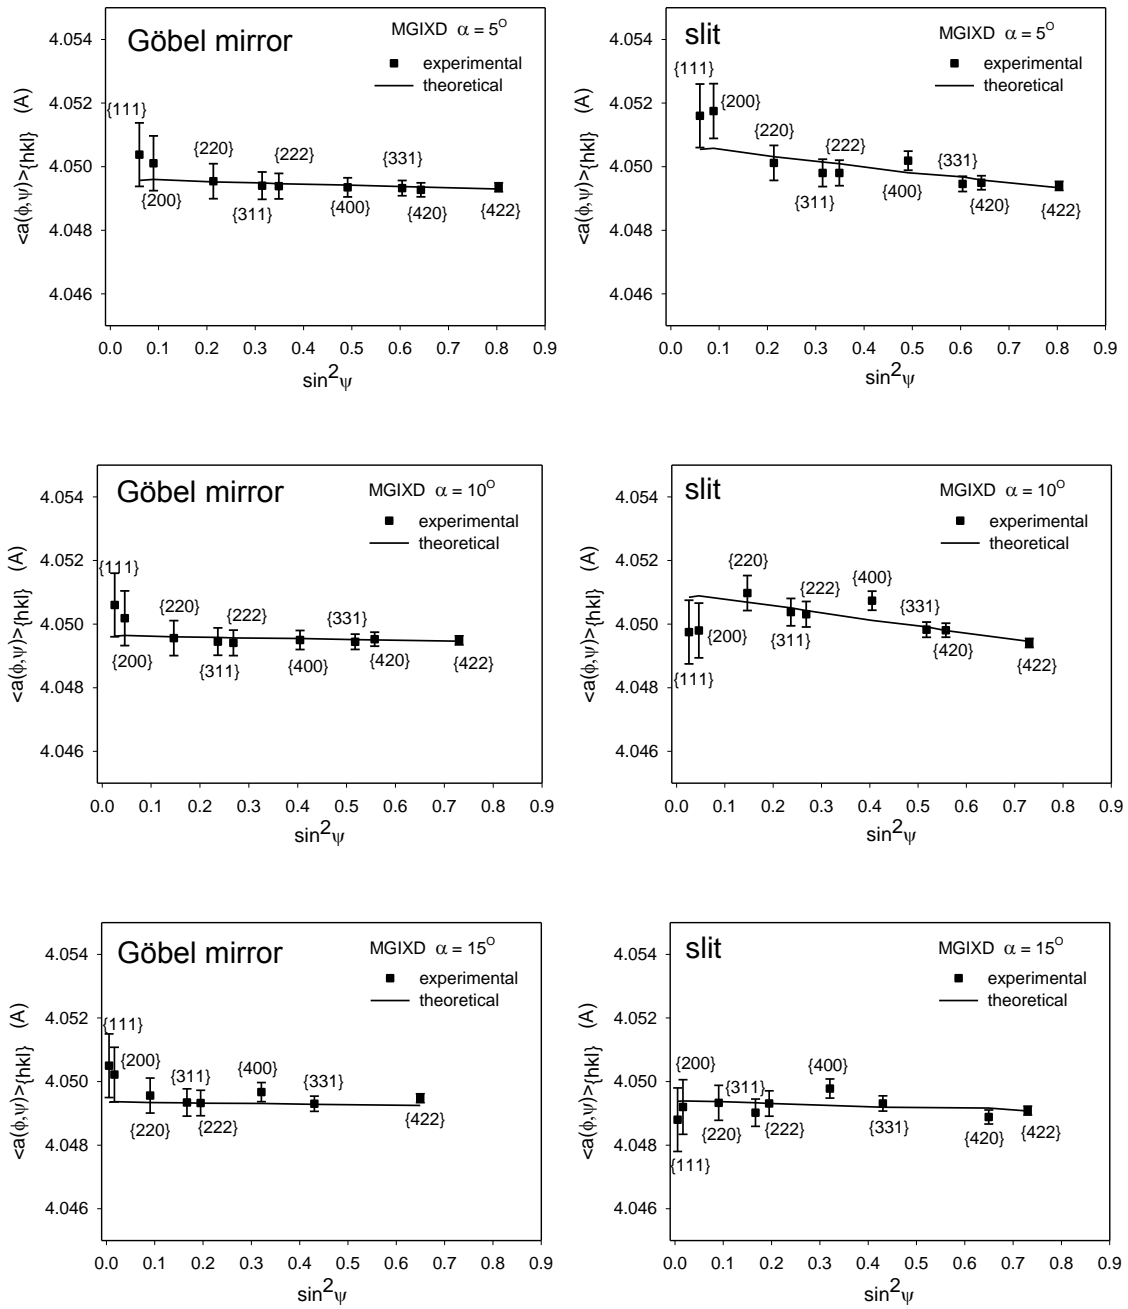 Göbel mirror
MGIXD α = 5°
experimental
theoretical
<a(ϕ,ψ)>{hkl} (A)
4.054
4.052
4.050
4.048
4.046
{111}
{200}
{220}
{311}
{222}
{400}
{331}
{420}
{422}
0.0 0.1 0.2 0.3 0.4 0.5 0.6 0.7 0.8 0.9
sin²ψ
slit
MGIXD α = 5°
experimental
theoretical
<a(ϕ,ψ)>{hkl} (A)
4.054
4.052
4.050
4.048
4.046
{111}
{200}
{220}
{311}
{222}
{400}
{331}
{420}
{422}
0.0 0.1 0.2 0.3 0.4 0.5 0.6 0.7 0.8 0.9
sin²ψ
Göbel mirror
MGIXD α = 10°
experimental
theoretical
<a(ϕ,ψ)>{hkl} (A)
4.054
4.052
4.050
4.048
4.046
{111}
{200}
{220}
{311}
{222}
{400}
{331}
{420}
{422}
0.0 0.1 0.2 0.3 0.4 0.5 0.6 0.7 0.8 0.9
sin²ψ
slit
MGIXD α = 10°
experimental
theoretical
<a(ϕ,ψ)>{hkl} (A)
4.054
4.052
4.050
4.048
4.046
{111}
{200}
{220}
{311}
{222}
{400}
{331}
{420}
{422}
0.0 0.1 0.2 0.3 0.4 0.5 0.6 0.7 0.8 0.9
sin²ψ
Göbel mirror
MGIXD α = 15°
experimental
theoretical
<a(ϕ,ψ)>{hkl} (A)
4.054
4.052
4.050
4.048
4.046
{111}
{200}
{220}
{311}
{222}
{400}
{331}
{422}
0.0 0.1 0.2 0.3 0.4 0.5 0.6 0.7 0.8 0.9
sin²ψ
slit
MGIXD α = 15°
experimental
theoretical
<a(ϕ,ψ)>{hkl} (A)
4.054
4.052
4.050
4.048
4.046
{111}
{200}
{220}
{311}
{222}
{400}
{331}
{420}
{422}
0.0 0.1 0.2 0.3 0.4 0.5 0.6 0.7 0.8 0.9
sin²ψ